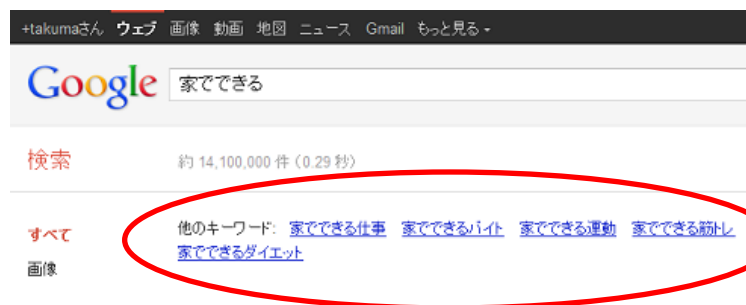 +takumaさん ウェブ 画像 動画 地図 ニュース Gmail もっと見る
Google 家でできる
検索 約 14,100,000 件 (0.29 秒)
すべて 他のキーワード: 家でできる仕事 家でできるバイト 家でできる運動 家でできる筋トレ
家でできるダイエット
画像